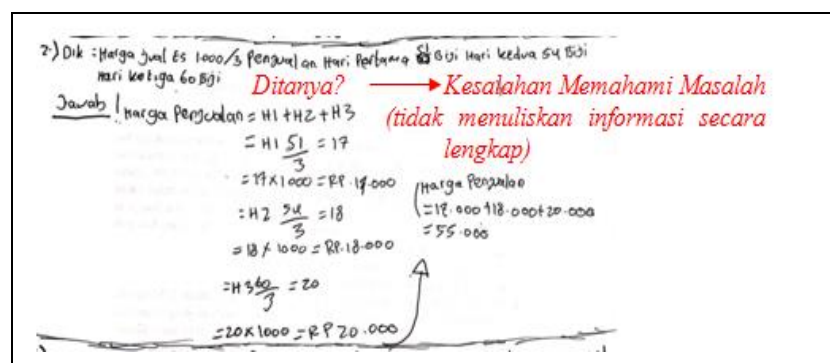 2.) Dik : Harga Jual Es 1000/3 Penjualan Hari Pertama 51 Biji Hari kedua 54 Biji
Hari ketiga 60 Biji
Ditanya? Kesalahan Memahami Masalah
(tidak menuliskan informasi secara
lengkap)
Jawab
Harga Penjualan = H1 + H2 + H3
= H1 51/3 = 17
= 17 x 1000 = RP. 17.000
= H2 54/3 = 18
= 18 x 1000 = RP. 18.000
= H3 60/3 = 20
= 20 x 1000 = RP 20.000
Harga Penjualan
= 17.000 + 18.000 + 20.000
= 55.000